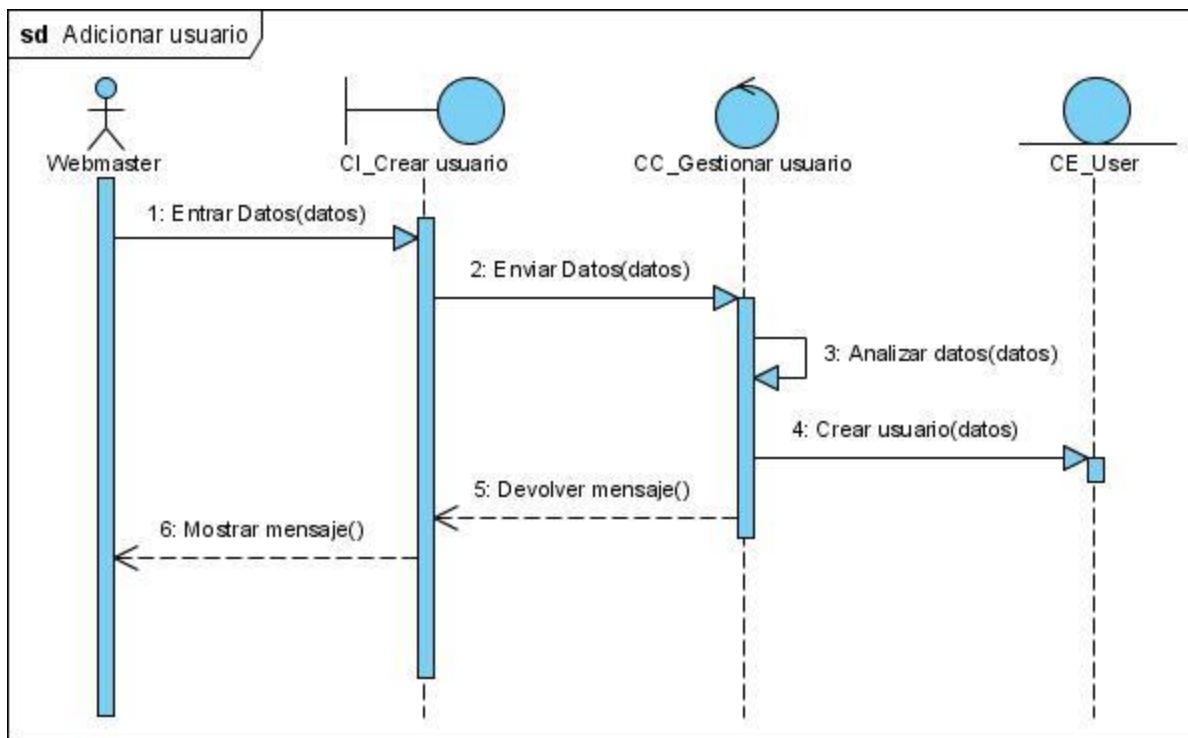 sd Adicionar usuario
Webmaster
CI_Crear usuario
CC_Gestionar usuario
CE_User
1: Entrar Datos(datos)
2: Enviar Datos(datos)
3: Analizar datos(datos)
4: Crear usuario(datos)
5: Devolver mensaje()
6: Mostrar mensaje()